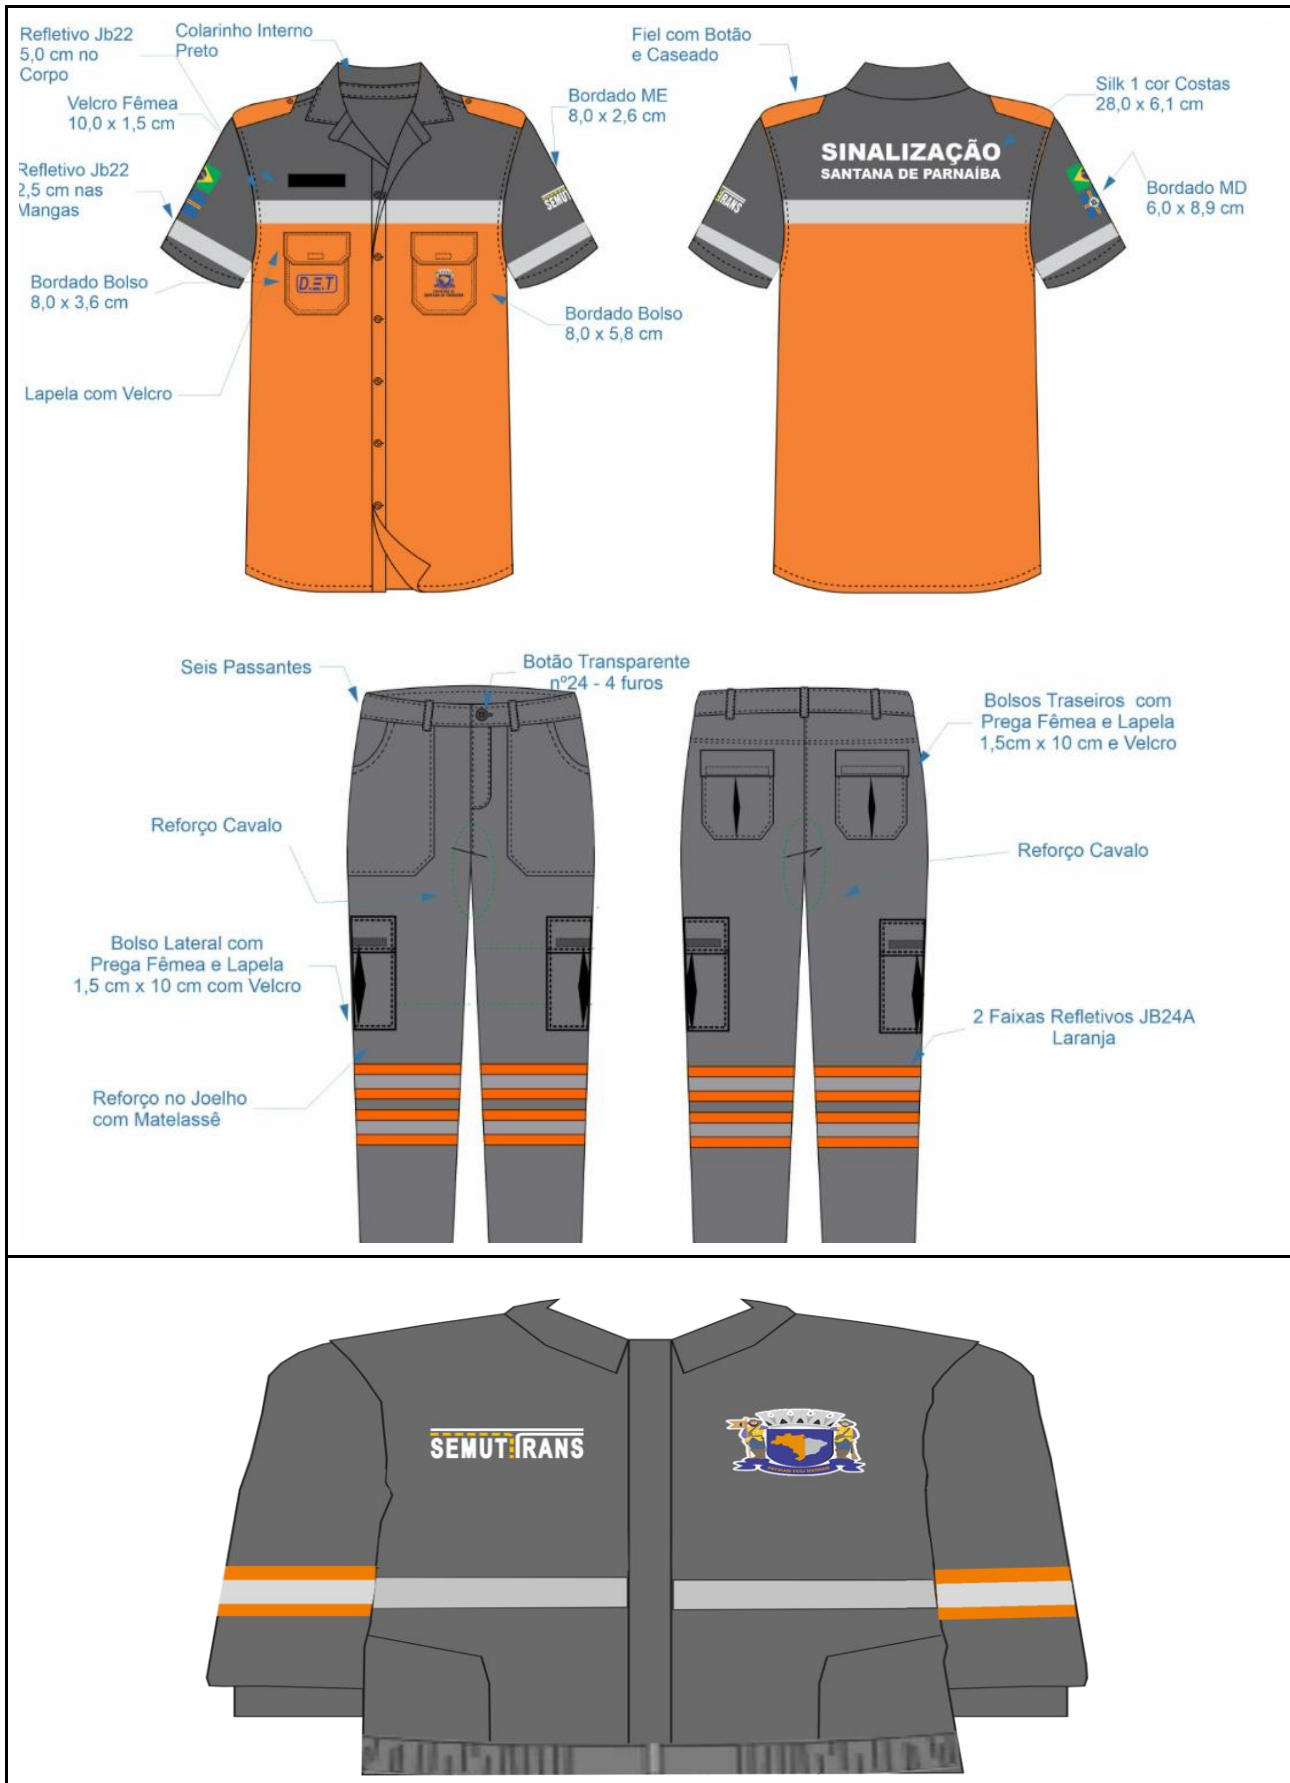 Refletivo Jb22
5,0 cm no
Corpo
Colarinho Interno
Preto
Velcro Fêmea
10,0 x 1,5 cm
Refletivo Jb22
2,5 cm nas
Mangas
Bordado Bolso
8,0 x 3,6 cm
Lapela com Velcro
Bordado ME
8,0 x 2,6 cm
SEMUT
D.E.T
SANTANA DE PARNAÍBA
Bordado Bolso
8,0 x 5,8 cm
Fiel com Botão
e Caseado
Silk 1 cor Costas
28,0 x 6,1 cm
SINALIZAÇÃO
SANTANA DE PARNAÍBA
RANS
Bordado MD
6,0 x 8,9 cm
Seis Passantes
Botão Transparente
nº24 - 4 furos
Bolsos Traseiros com
Prega Fêmea e Lapela
1,5cm x 10 cm e Velcro
Reforço Cavalo
Reforço Cavalo
Bolso Lateral com
Prega Fêmea e Lapela
1,5 cm x 10 cm com Velcro
2 Faixas Refletivos JB24A
Laranja
Reforço no Joelho
com Matelassê
SEMUTTRANS